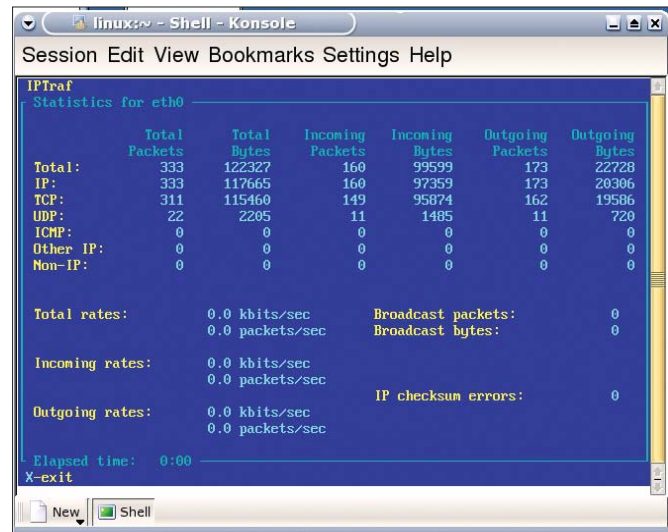 linux:~ - Shell - Konsole
Session Edit View Bookmarks Settings Help
IPTraf
Statistics for eth0
Total Total Incoming Incoming Outgoing Outgoing
Packets Bytes Packets Bytes Packets Bytes
Total: 333 122327 160 99599 173 22728
IP: 333 117665 160 97359 173 20306
TCP: 311 115460 149 95874 162 19586
UDP: 22 2205 11 1485 11 720
ICMP: 0 0 0 0 0 0
Other IP: 0 0 0 0 0 0
Non-IP: 0 0 0 0 0 0
Total rates: 0.0 kbits/sec Broadcast packets: 0
0.0 packets/sec Broadcast bytes: 0
Incoming rates: 0.0 kbits/sec
0.0 packets/sec
IP checksum errors: 0
Outgoing rates: 0.0 kbits/sec
0.0 packets/sec
Elapsed time: 0:00
X-exit
New Shell